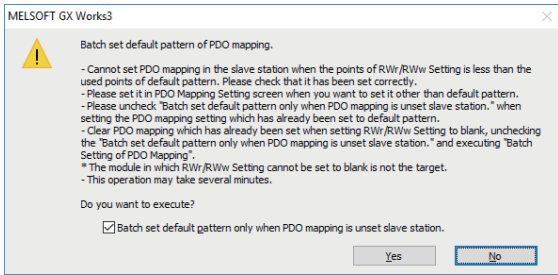 MELSOFT GX Works3
Batch set default pattern of PDO mapping.
- Cannot set PDO mapping in the slave station when the points of RWr/RWw Setting is less than the
used points of default pattern. Please check that it has been set correctly.
- Please set it in PDO Mapping Setting screen when you want to set it other than default pattern.
- Please uncheck "Batch set default pattern only when PDO mapping is unset slave station." when
setting the PDO mapping setting which has already been set to default pattern.
- Clear PDO mapping which has already been set when setting RWr/RWw Setting to blank, unchecking
the "Batch set default pattern only when PDO mapping is unset slave station." and executing "Batch
Setting of PDO Mapping".
* The module in which RWr/RWw Setting cannot be set to blank is not the target.
- This operation may take several minutes.
Do you want to execute?
Batch set default pattern only when PDO mapping is unset slave station.
Yes No